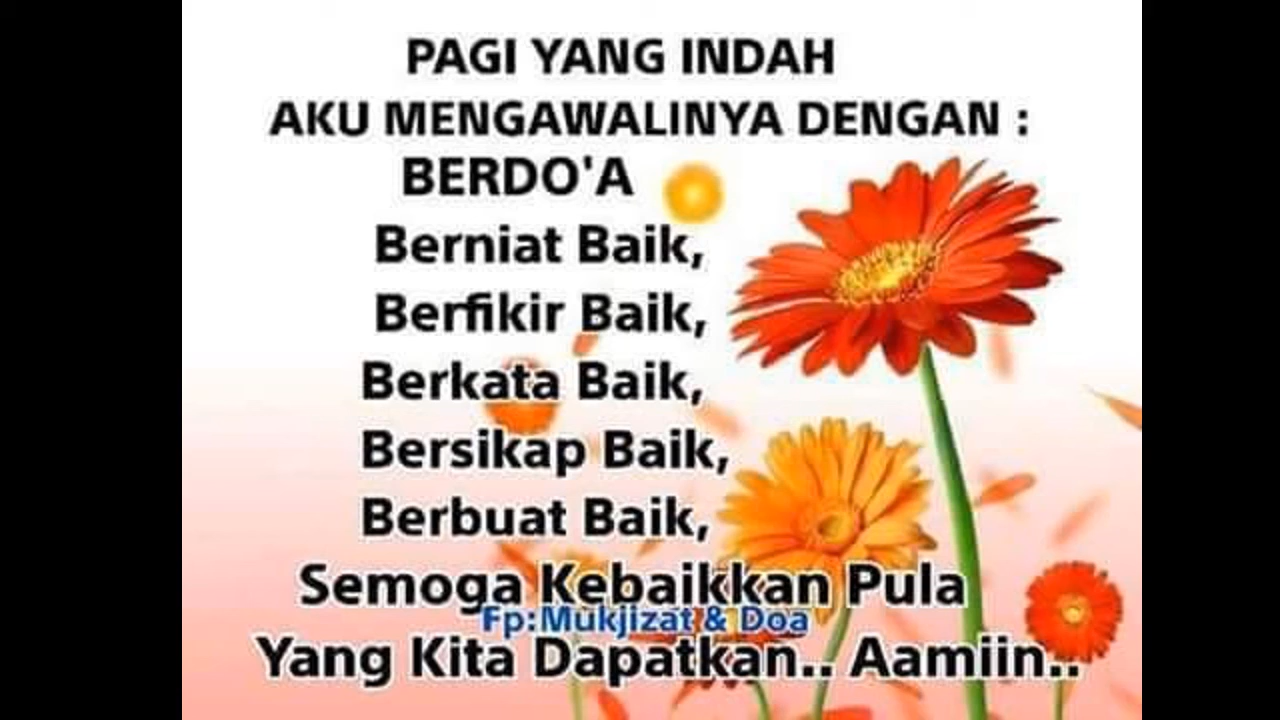 PAGI YANG INDAH
AKU MENGAWALINYA DENGAN :
BERDO'A
Berniat Baik,
Berfikir Baik,
Berkata Baik,
Bersikap Baik,
Berbuat Baik,
Semoga Kebaikkan Pula
Fp:Mukjizat & Doa
Yang Kita Dapatkan.. Aamiin..